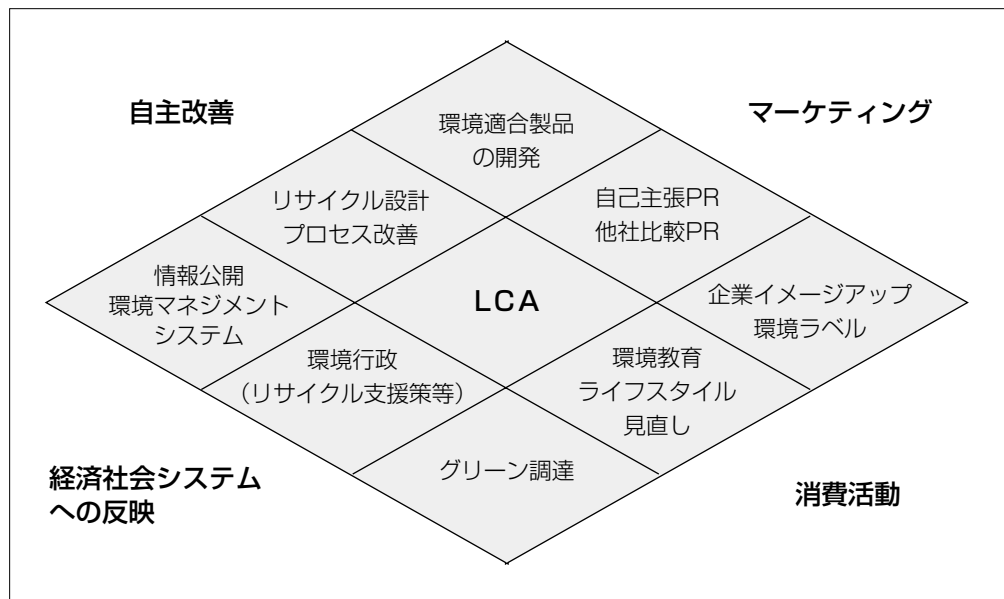 自主改善
マーケティング
環境適合製品
の開発
リサイクル設計
プロセス改善
自己主張PR
他社比較PR
情報公開
環境マネジメント
システム
LCA
企業イメージアップ
環境ラベル
環境行政
（リサイクル支援策等）
環境教育
ライフスタイル
見直し
グリーン調達
経済社会システム
への反映
消費活動